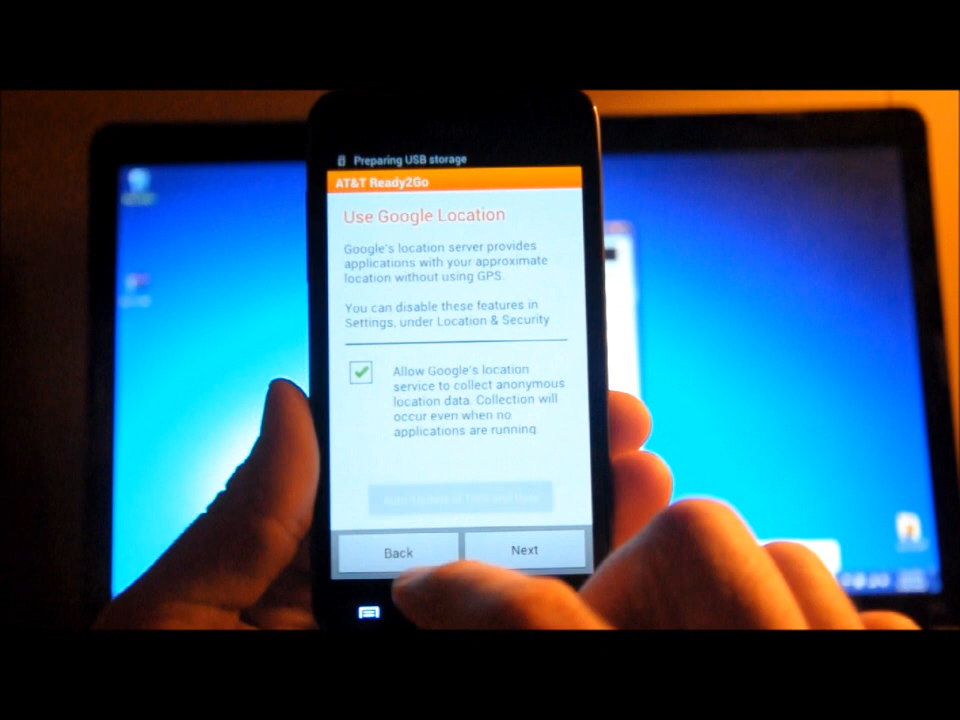 Preparing USB storage
AT&T Ready2Go
Use Google Location
Google's location server provides
applications with your approximate
location without using GPS.
You can disable these features in
Settings, under Location & Security
Allow Google's location
service to collect anonymous
location data. Collection will
occur even when no
applications are running.
Back
Next